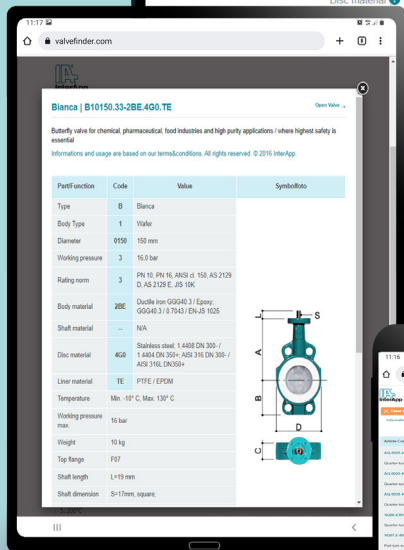 Disc material
11:17
valvefinder.com
InterApp
Bianca | B10150.33-2BE.4G0.TE
Open Valve
Butterfly valve for chemical, pharmaceutical, food industries and high purity applications / where highest safety is
essential
Informations and usage are based on our terms&conditions. All rights reserved. © 2016 InterApp.
Part/Function Code Value Symbolfoto
Type B Bianca
Body Type 1 Wafer
Diameter 0150 150 mm
Working pressure 3 16,0 bar
Rating norm 3 PN 10, PN 16, ANSI cl. 150, AS 2129
D, AS 2129 E, JIS 10K
Body material 2BE Ductile iron GGG40.3 / Epoxy;
GGG40.3 / 0.7043 / EN-JS 1025
Shaft material -- N/A
Disc material 4G0 Stainless steel; 1.4408 DN 300- /
1.4404 DN 350+; AISI 316 DN 300- /
AISI 316L DN350+
Liner material TE PTFE / EPDM
Temperature Min. -10° C, Max. 130° C
Working pressure
max. 16 bar
Weight 10 kg
Top flange F07
Shaft length L=19 mm
Shaft dimension S=17mm, square;
L
S
A
B
D
C
11:16
InterApp